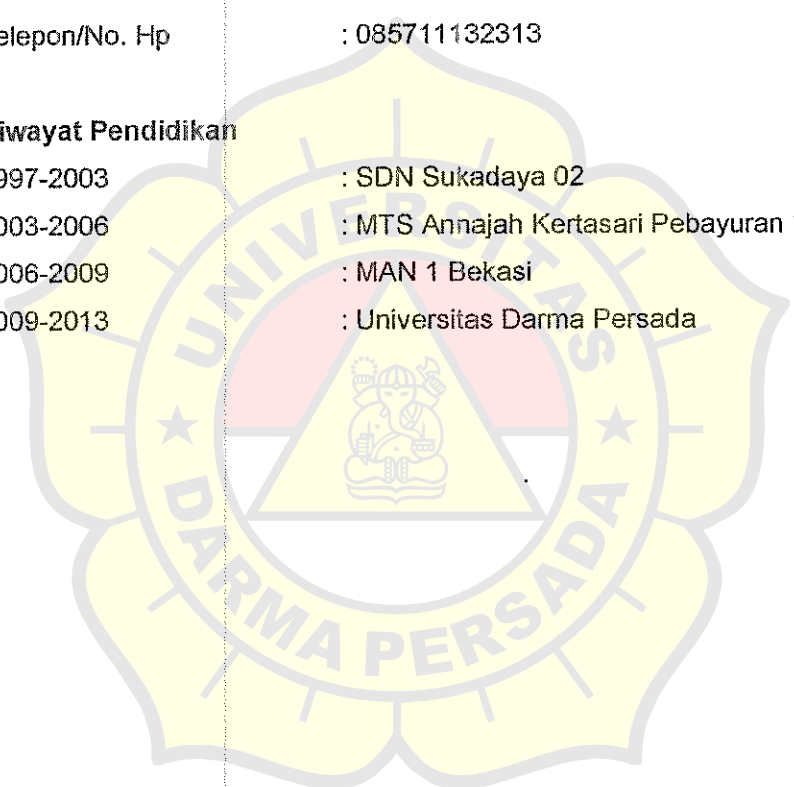 elepon/No. Hp : 085711132313
iwayat Pendidikan
997-2003 : SDN Sukadaya 02
003-2006 : MTS Annajah Kertasari Pebayuran
006-2009 : MAN 1 Bekasi
009-2013 : Universitas Darma Persada
UNIVERSITAS
DARMA PERSADA